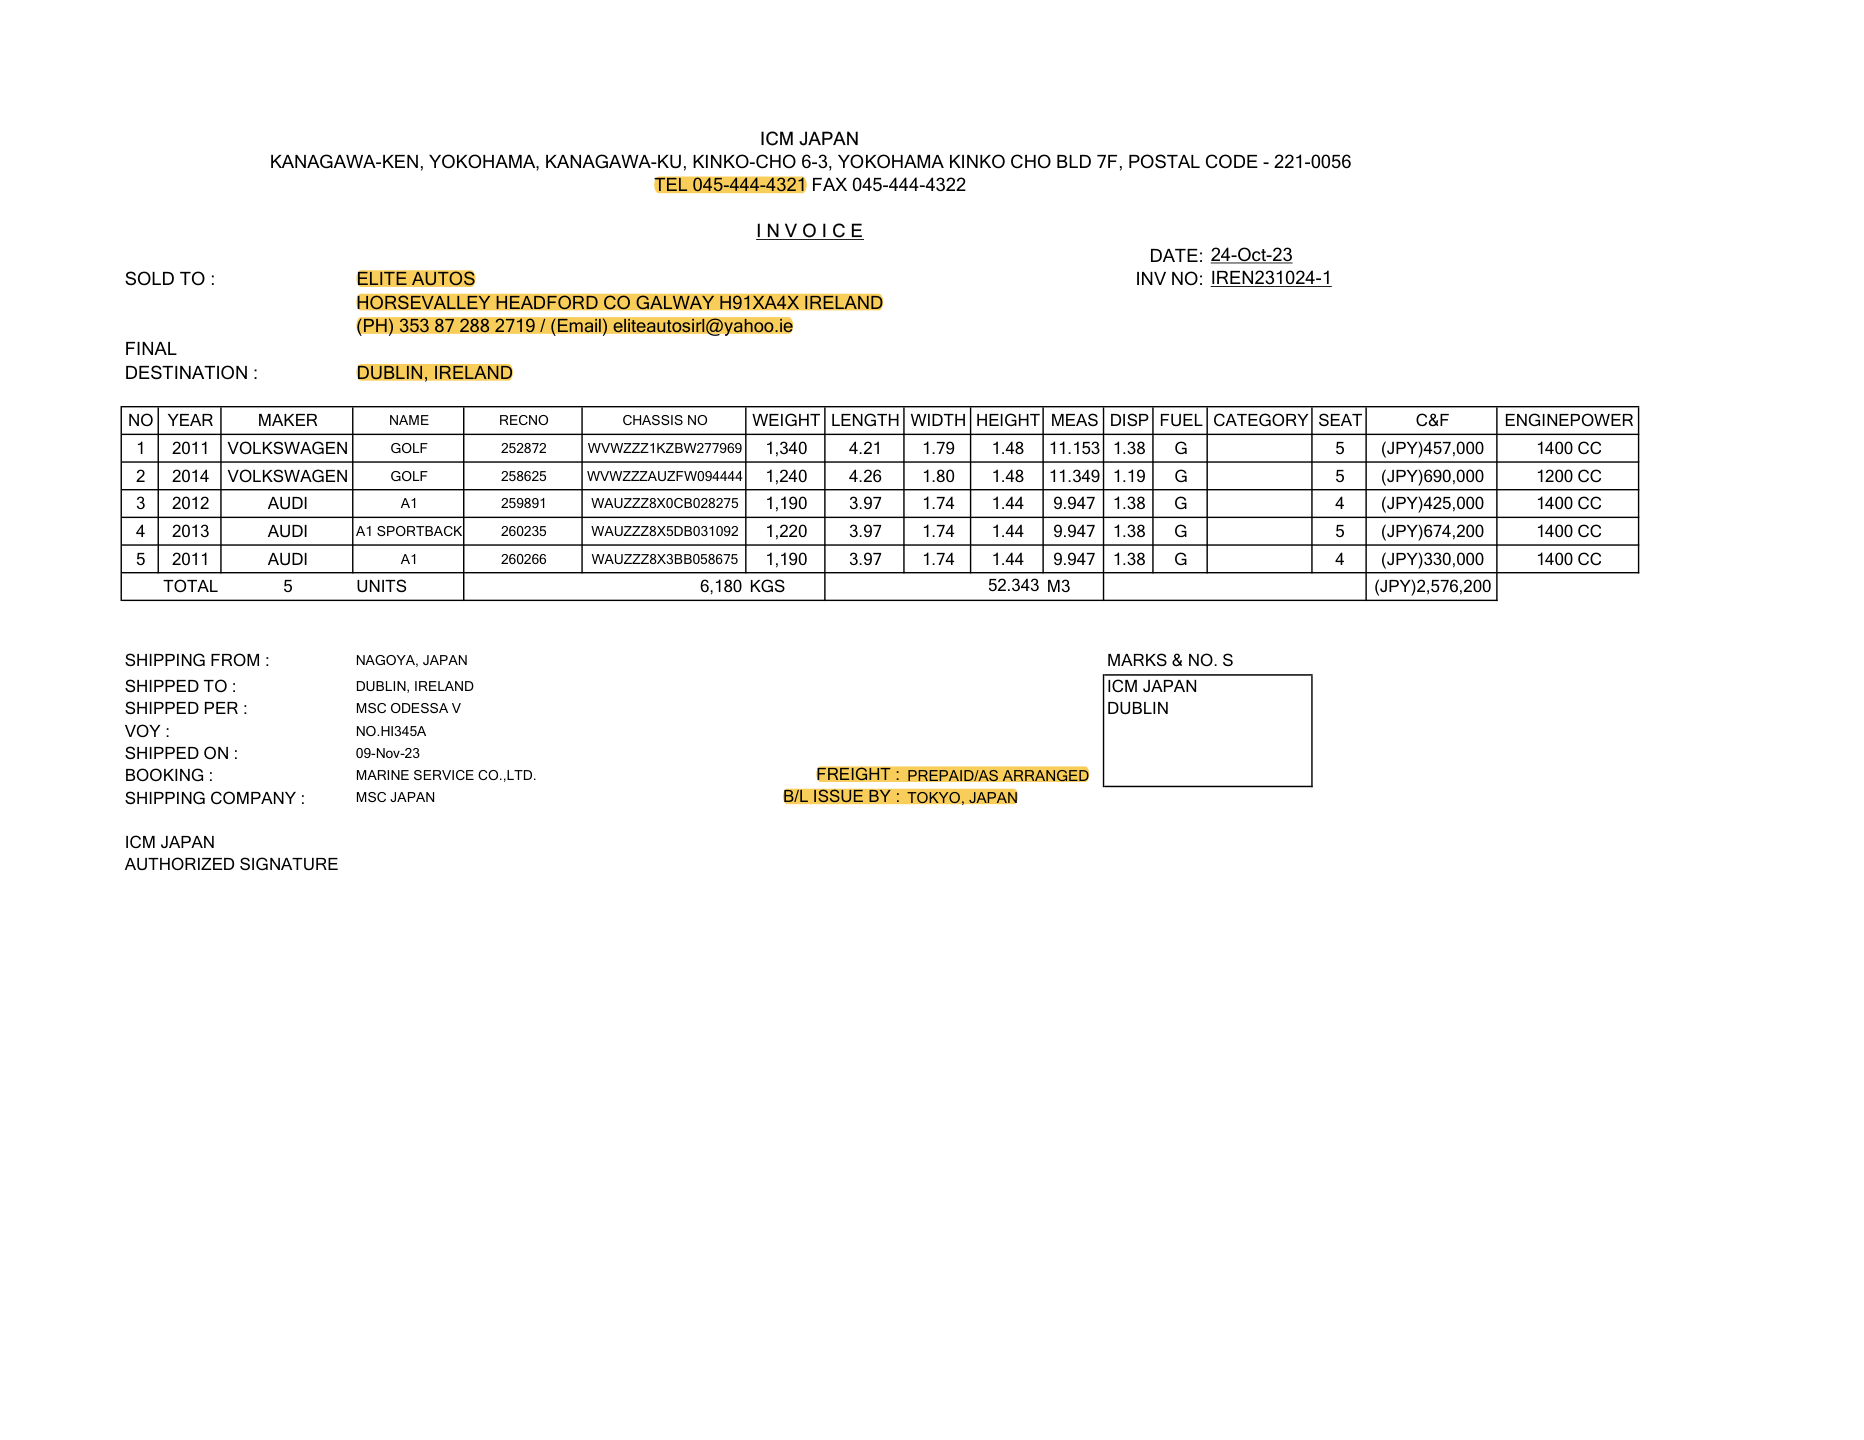 ICM JAPAN
KANAGAWA-KEN, YOKOHAMA, KANAGAWA-KU, KINKO-CHO 6-3, YOKOHAMA KINKO CHO BLD 7F, POSTAL CODE - 221-0056
TEL 045-444-4321 FAX 045-444-4322
I N V O I C E
DATE: 24-Oct-23
SOLD TO : ELITE AUTOS INV NO: IREN231024-1
HORSEVALLEY HEADFORD CO GALWAY H91XA4X IRELAND
(PH) 353 87 288 2719 / (Email) eliteautosirl@yahoo.ie
FINAL
DESTINATION : DUBLIN, IRELAND
NO YEAR MAKER NAME RECNO CHASSIS NO WEIGHT LENGTH WIDTH HEIGHT MEAS DISP FUEL CATEGORY SEAT C&F ENGINEPOWER
1 2011 VOLKSWAGEN GOLF 252872 WVWZZZ1KZBW277969 1,340 4.21 1.79 1.48 11.153 1.38 G 5 (JPY)457,000 1400 CC
2 2014 VOLKSWAGEN GOLF 258625 WVWZZZAUZFW094444 1,240 4.26 1.80 1.48 11.349 1.19 G 5 (JPY)690,000 1200 CC
3 2012 AUDI A1 259891 WAUZZZ8X0CB028275 1,190 3.97 1.74 1.44 9.947 1.38 G 4 (JPY)425,000 1400 CC
4 2013 AUDI A1 SPORTBACK 260235 WAUZZZ8X5DB031092 1,220 3.97 1.74 1.44 9.947 1.38 G 5 (JPY)674,200 1400 CC
5 2011 AUDI A1 260266 WAUZZZ8X3BB058675 1,190 3.97 1.74 1.44 9.947 1.38 G 4 (JPY)330,000 1400 CC
TOTAL 5 UNITS 6,180 KGS 52.343 M3 (JPY)2,576,200
SHIPPING FROM : NAGOYA, JAPAN MARKS & NO. S
SHIPPED TO : DUBLIN, IRELAND ICM JAPAN
SHIPPED PER : MSC ODESSA V DUBLIN
VOY : NO.HI345A
SHIPPED ON : 09-Nov-23
BOOKING : MARINE SERVICE CO.,LTD. FREIGHT : PREPAID/AS ARRANGED
SHIPPING COMPANY : MSC JAPAN B/L ISSUE BY : TOKYO, JAPAN
ICM JAPAN
AUTHORIZED SIGNATURE